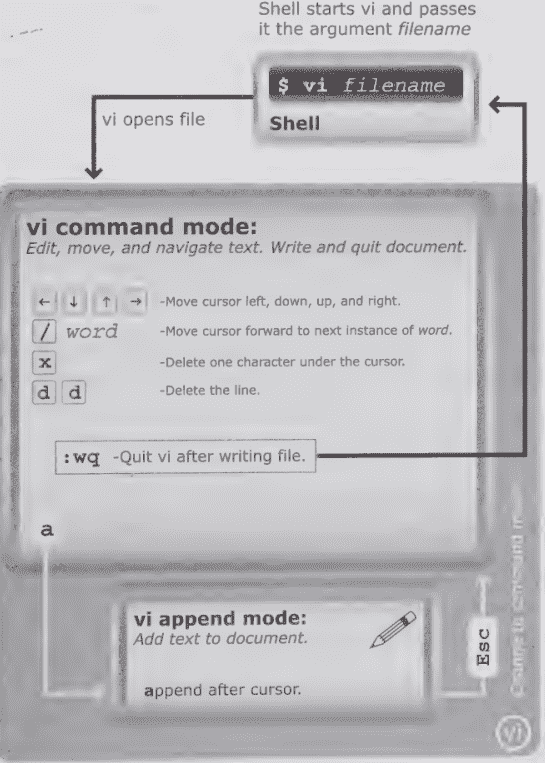 Shell starts vi and passes
it the argument filename
$ vi filename
Shell
vi opens file
vi command mode:
Edit, move, and navigate text. Write and quit document.
← ↓ ↑ → -Move cursor left, down, up, and right.
/ word -Move cursor forward to next instance of word.
x -Delete one character under the cursor.
d d -Delete the line.
:wq -Quit vi after writing file.
a
vi append mode:
Add text to document.
append after cursor.
Esc
Change to command
vi